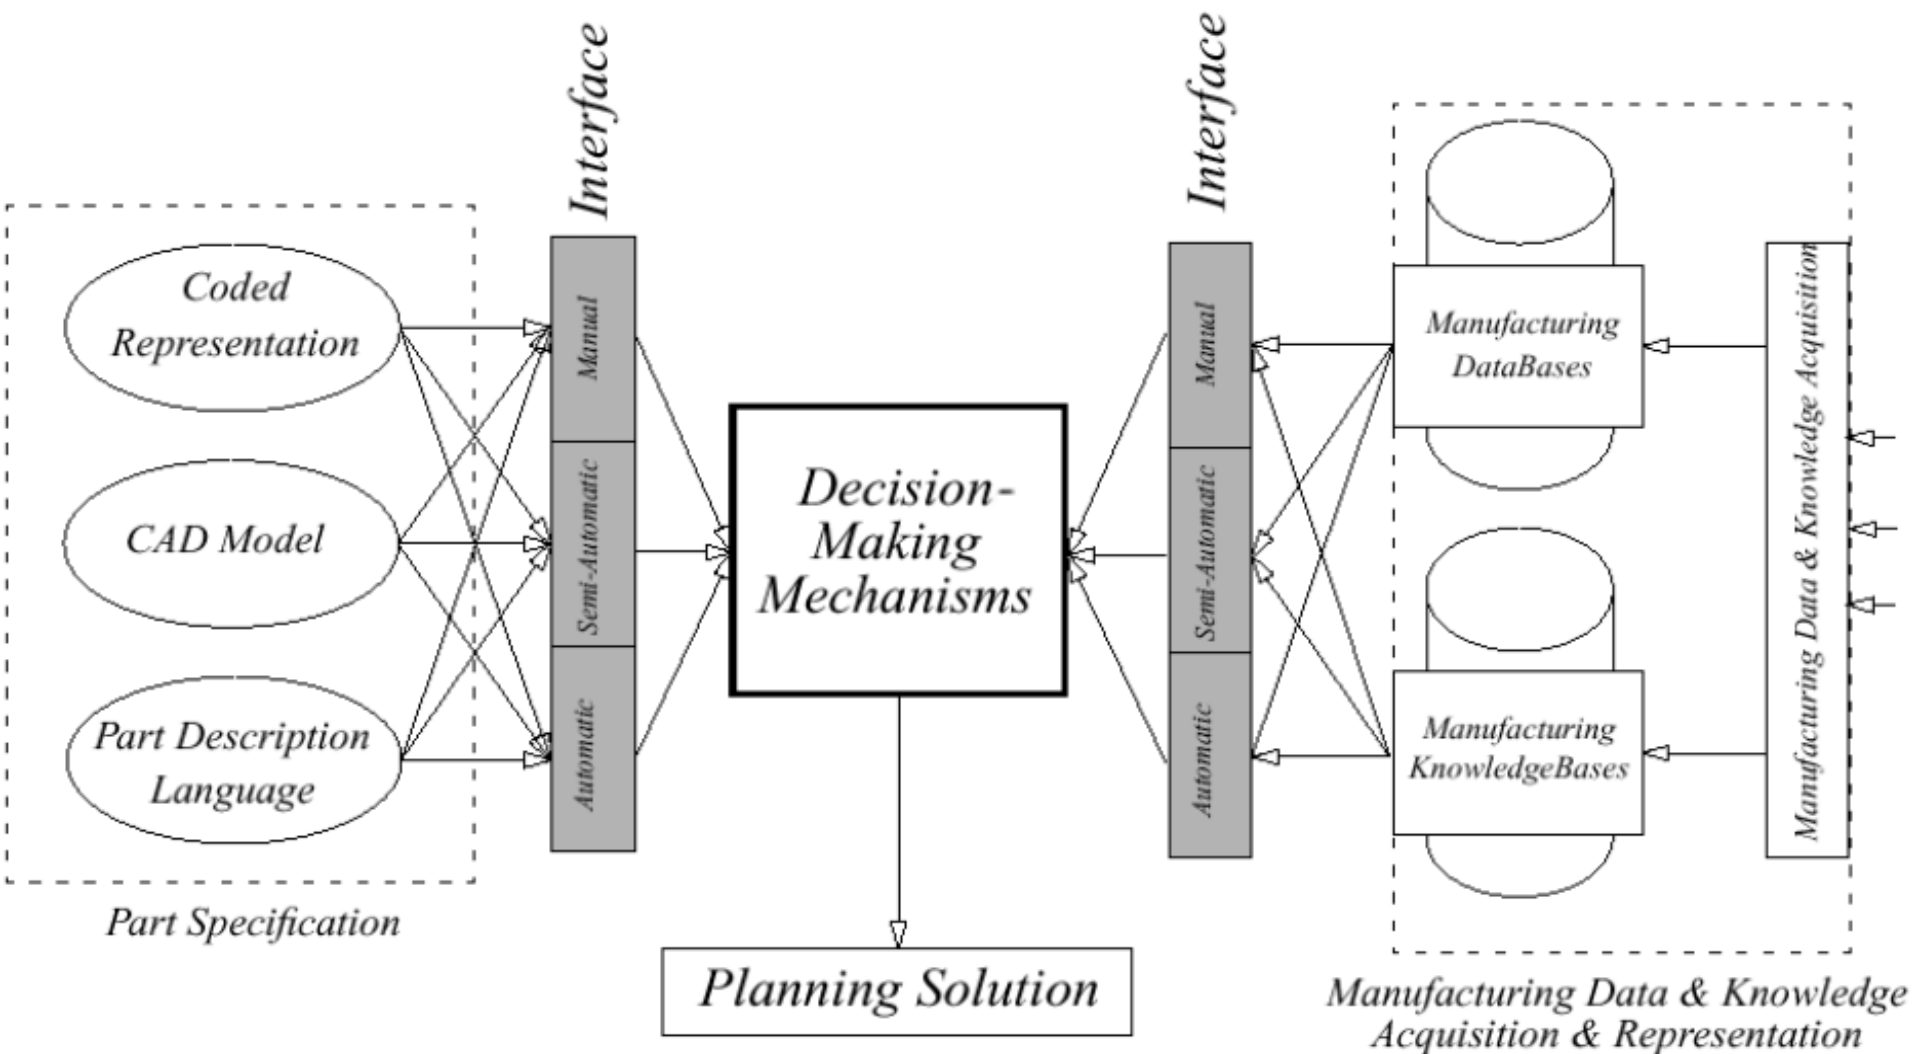 Interface
Interface
Coded
Representation
CAD Model
Part Description
Language
Part Specification
Manual
Semi-Automatic
Automatic
Decision-
Making
Mechanisms
Planning Solution
Manual
Semi-Automatic
Automatic
Manufacturing
DataBases
Manufacturing
KnowledgeBases
Manufacturing Data & Knowledge Acquisition
Manufacturing Data & Knowledge
Acquisition & Representation